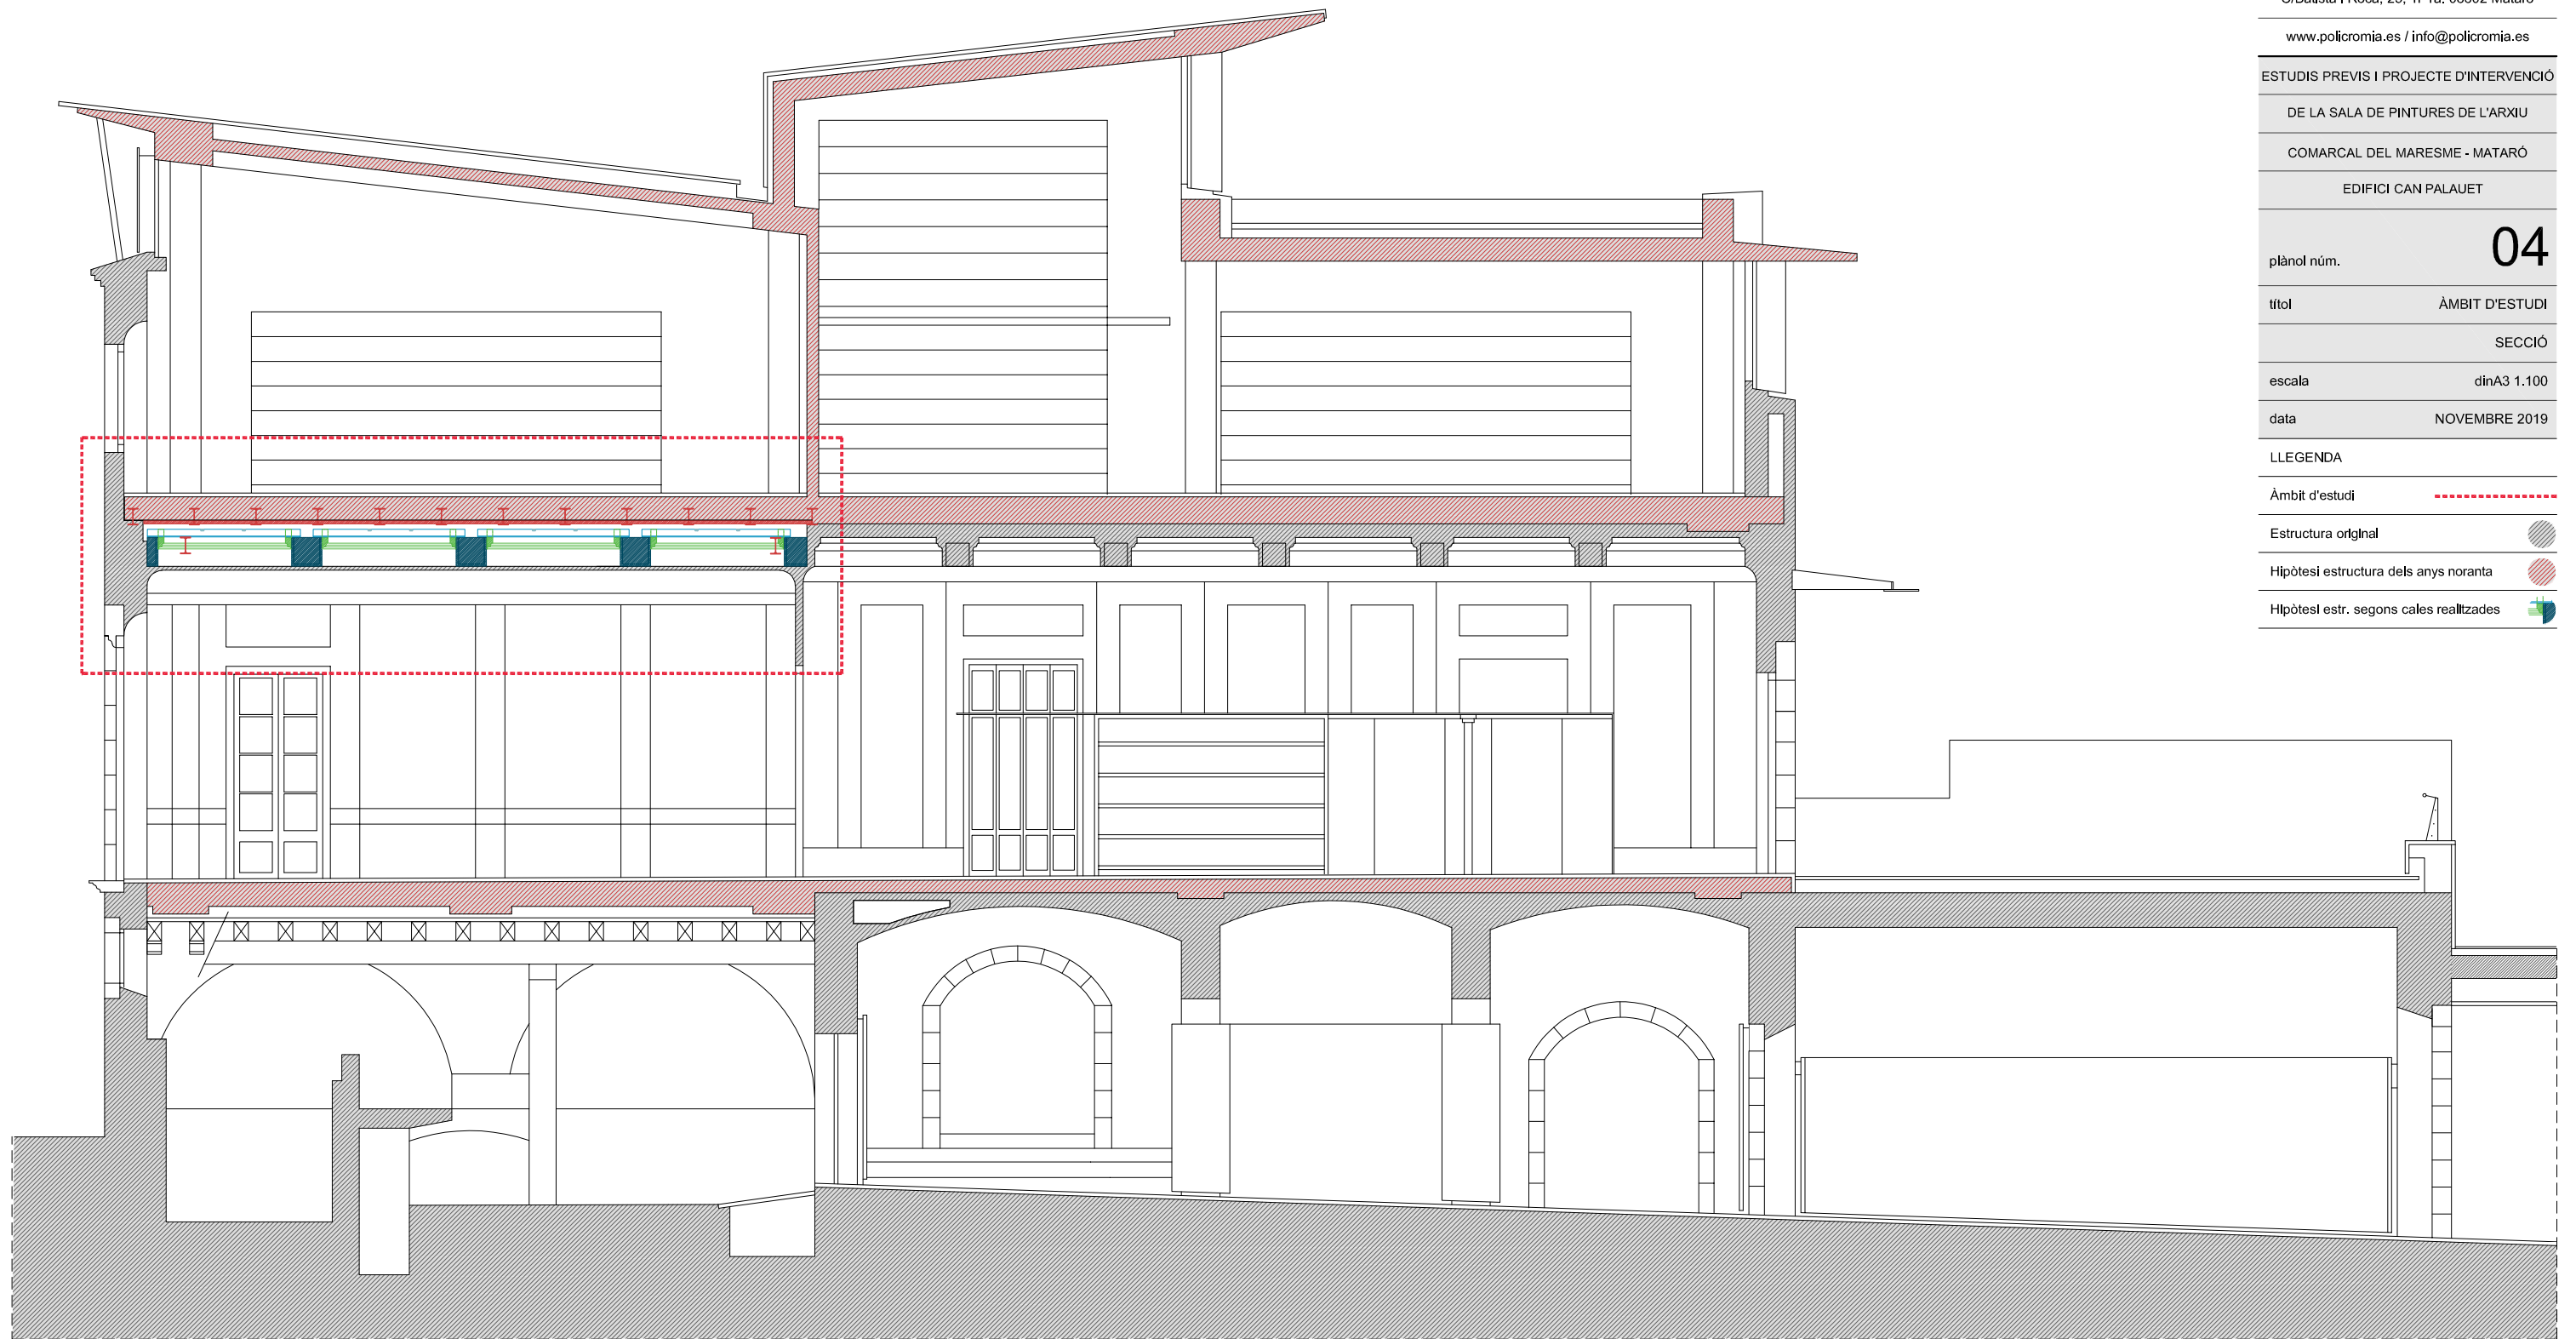 www.policromia.es / info@policromia.es
ESTUDIS PREVIS I PROJECTE D'INTERVENCIÓ
DE LA SALA DE PINTURES DE L'ARXIU
COMARCAL DEL MARESME - MATARÓ
EDIFICI CAN PALAUET
plànol núm. 04
títol ÀMBIT D'ESTUDI
SECCIÓ
escala dinA3 1.100
data NOVEMBRE 2019
LLEGENDA
Àmbit d'estudi
Estructura original
Hipòtesi estructura dels anys noranta
Hipòtesi estr. segons cales realitzades